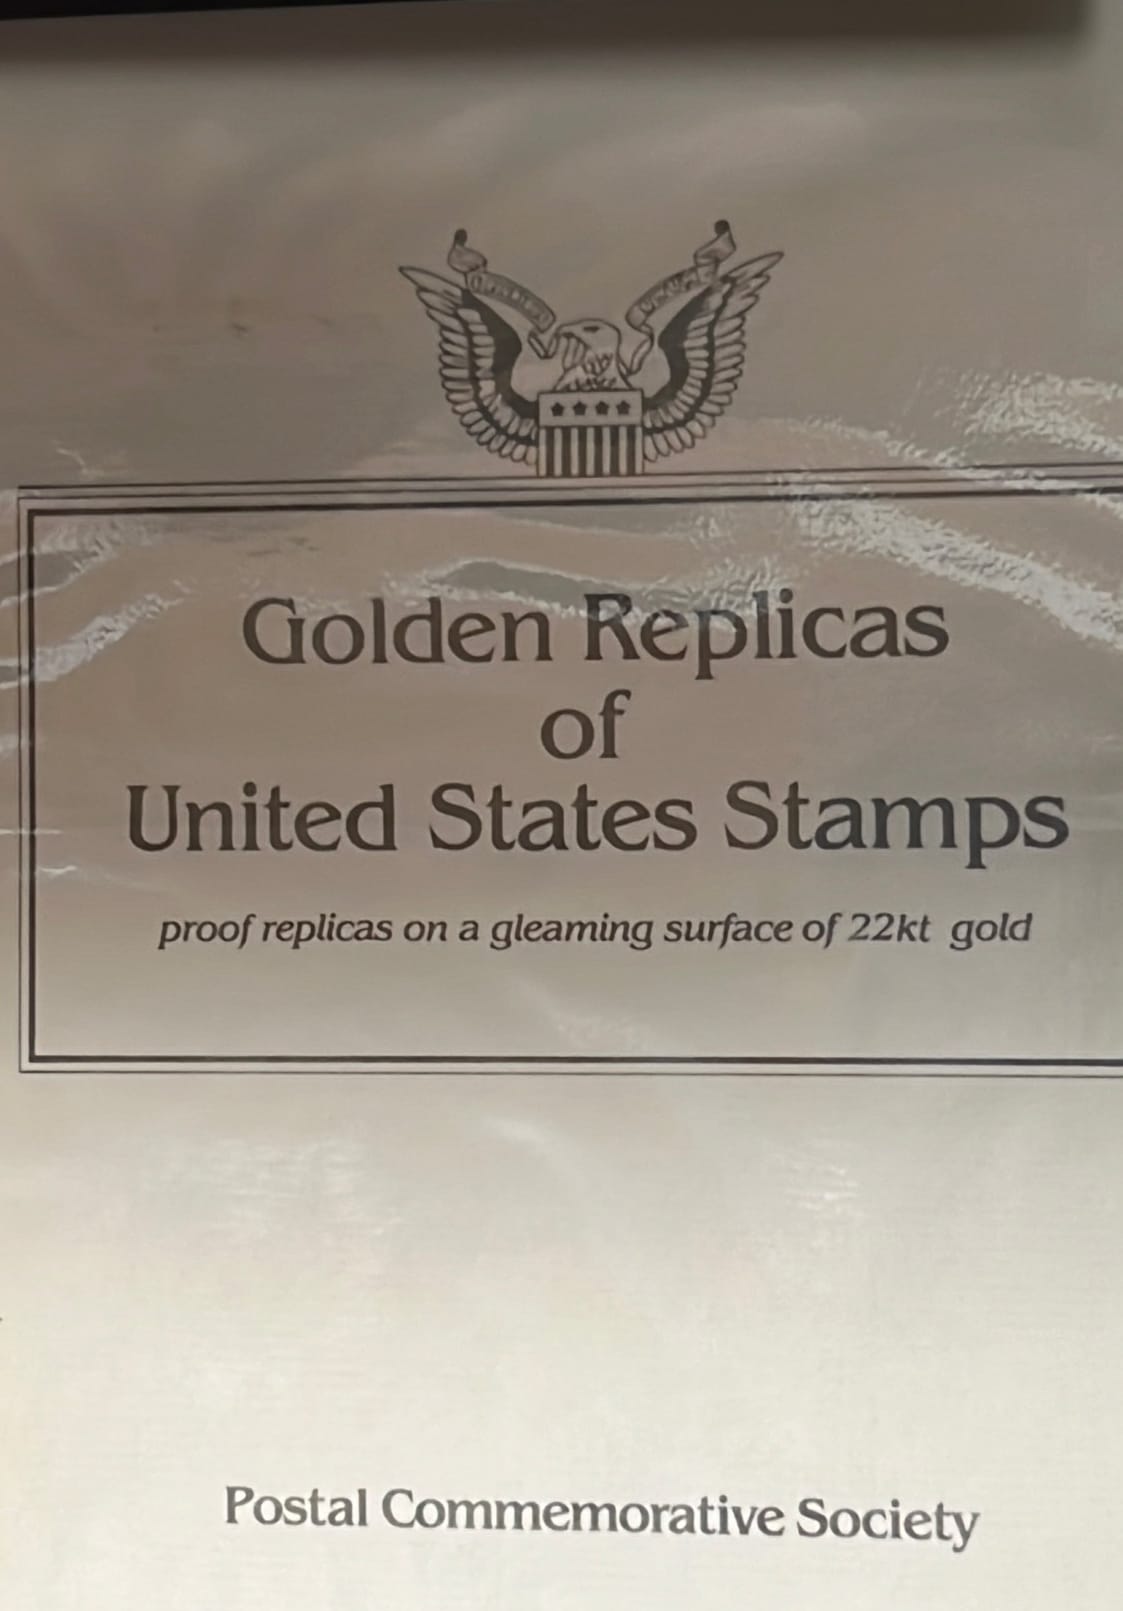 Golden Replicas
of
United States Stamps
proof replicas on a gleaming surface of 22kt gold
Postal Commemorative Society